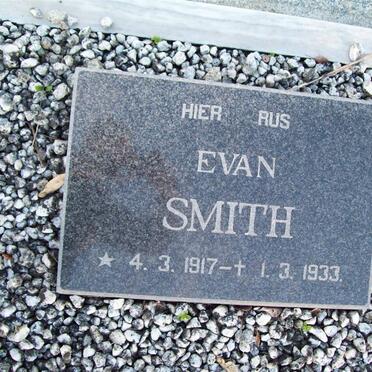 HIER RUS
EVAN
SMITH
★ 4. 3. 1917 – † 1. 3. 1933.